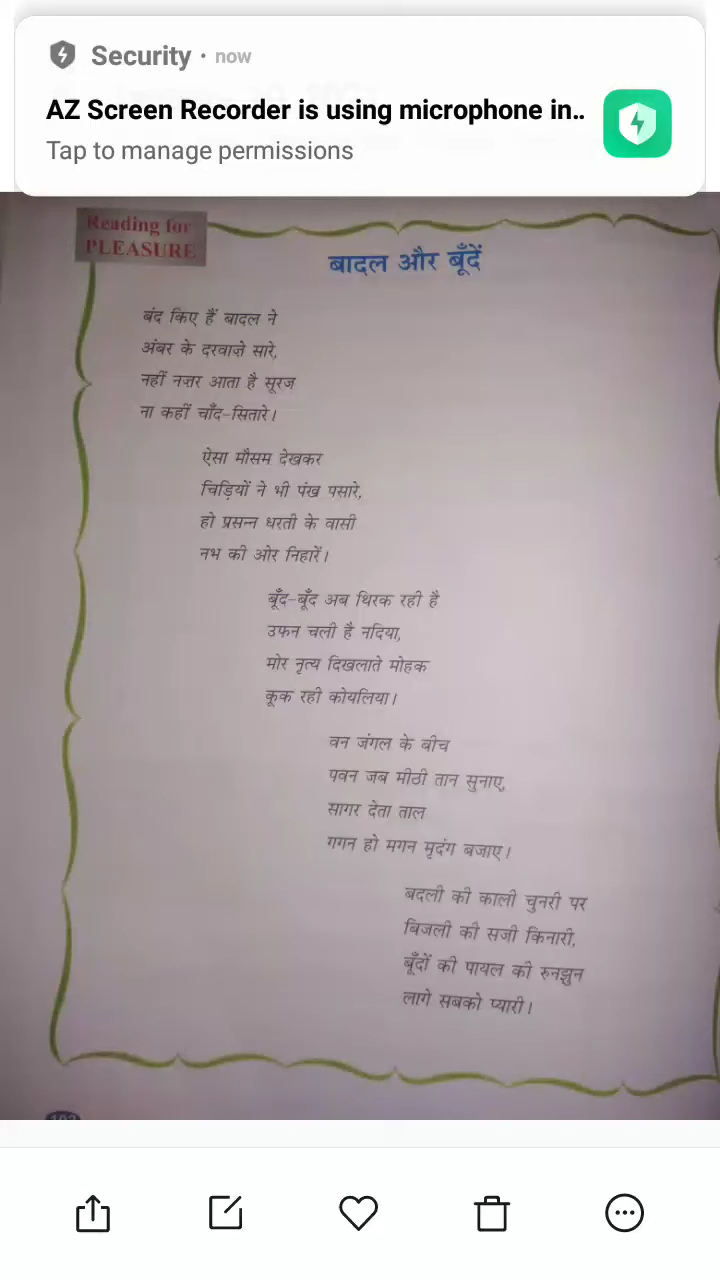 Security · now
AZ Screen Recorder is using microphone in..
Tap to manage permissions
Reading for
PLEASURE
बादल और बूँदें
बंद किए हैं बादल ने
अंबर के दरवाज़े सारे,
नहीं नज़र आता है सूरज
ना कहीं चाँद-सितारे।
ऐसा मौसम देखकर
चिड़ियों ने भी पंख पसारे,
हो प्रसन्न धरती के वासी
नभ की ओर निहारें।
बूँद-बूँद अब थिरक रही है
उफन चली है नदिया,
मोर नृत्य दिखलाते मोहक
कूक रही कोयलिया।
वन जंगल के बीच
पवन जब मीठी तान सुनाए,
सागर देता ताल
गगन हो मगन मृदंग बजाए।
बदली की काली चुनरी पर
बिजली की सजी किनारी,
बूँदों की पायल की रुनझुन
लागे सबको प्यारी।